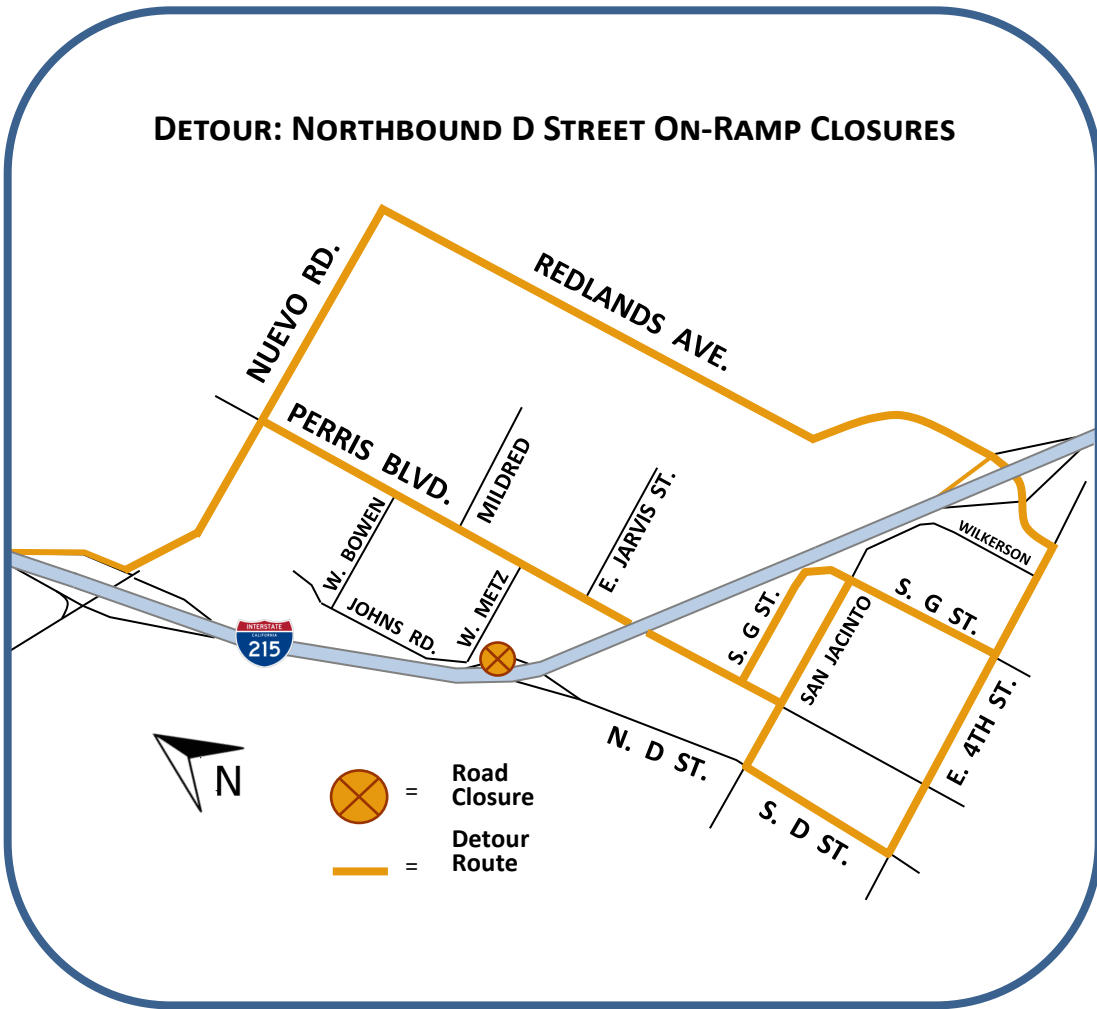 DETOUR: NORTHBOUND D STREET ON-RAMP CLOSURES
NUEVO RD.
REDLANDS AVE.
PERRIS BLVD.
MILDRED
W. BOWEN
E. JARVIS ST.
WILKERSON
JOHNS RD.
W. METZ
S. G ST.
S. G ST.
SAN JACINTO
INTERSTATE
CALIFORNIA
215
N. D ST.
E. 4TH ST.
S. D ST.
N
= Road
Closure
= Detour
Route